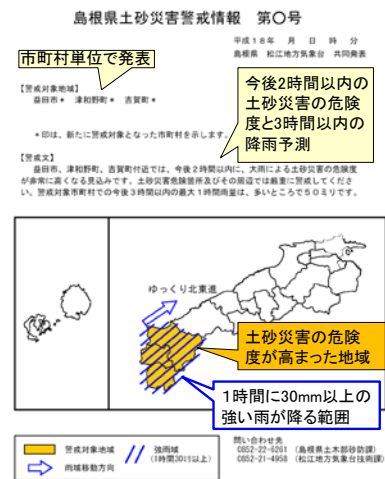 島根県土砂災害警戒情報　第〇号
平成１８年　月　日　時　分
島根県　松江地方気象台　共同発表
市町村単位で発表
【警戒対象地域】
益田市＊　津和野町＊　吉賀町＊
＊印は、新たに警戒対象となった市町村を示します。
今後2時間以内の
土砂災害の危険
度と3時間以内の
降雨予測
【警戒文】
益田市、津和野町、吉賀町付近では、今後２時間以内に、大雨による土砂災害の危険度
が非常に高くなる見込みです。土砂災害危険箇所及びその周辺では厳重に警戒してくださ
い。警戒対象市町村での今後３時間以内の最大１時間雨量は、多いところで５０ミリです。
ゆっくり北東進
土砂災害の危険
度が高まった地域
1時間に30mm以上の
強い雨が降る範囲
警戒対象地域
強雨域
(1時間30ﾐﾘ以上)
雨域移動方向
問い合わせ先
0852-22-6261　(島根県土木部砂防課)
0852-21-4958　(松江地方気象台技術課)